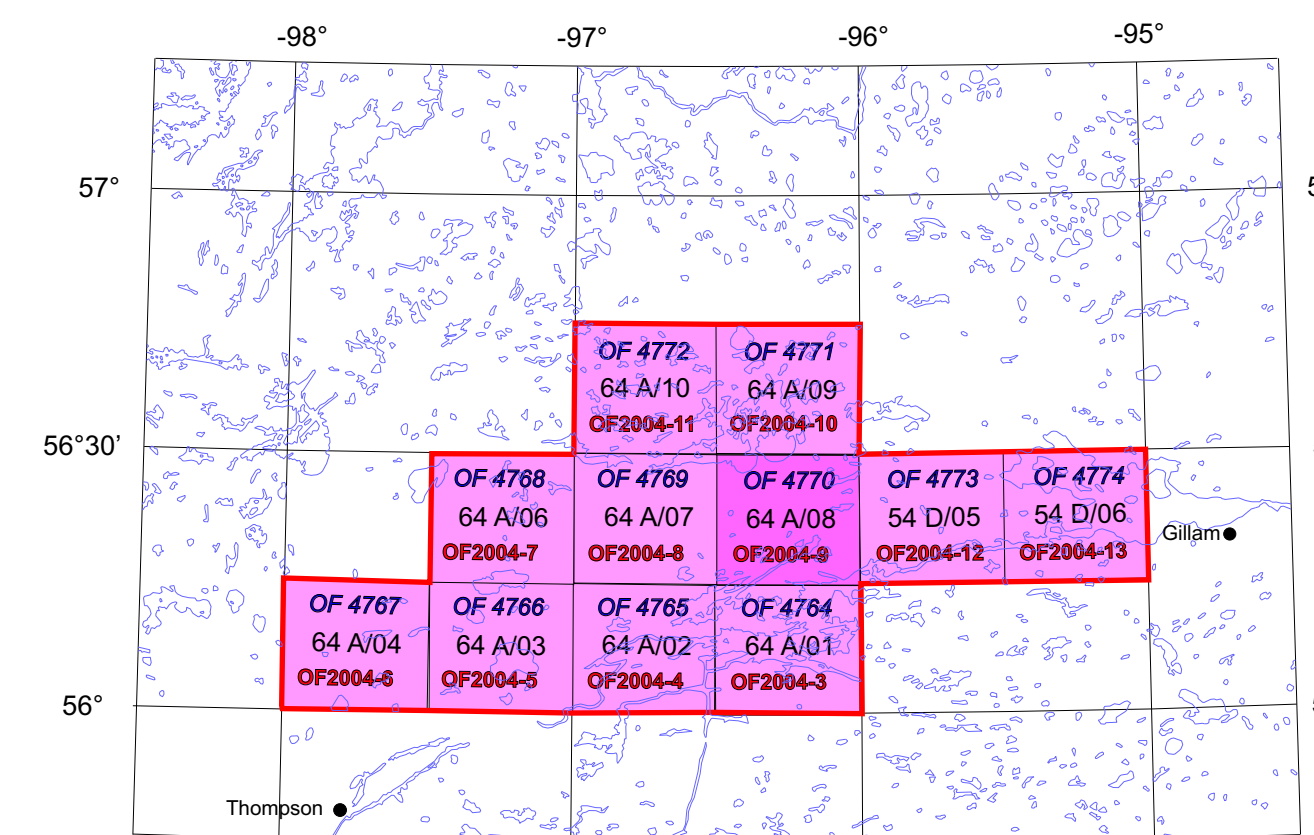 -98° -97° -96° -95°
57°
5
OF 4772 OF 4771
64 A/10 64 A/09
OF2004-11 OF2004-10
56°30'
OF 4768 OF 4769 OF 4770 OF 4773 OF 4774
64 A/06 64 A/07 64 A/08 54 D/05 54 D/06
Gillam
OF2004-7 OF2004-8 OF2004-9 OF2004-12 OF2004-13
OF 4767 OF 4766 OF 4765 OF 4764
64 A/04 64 A/03 64 A/02 64 A/01
OF2004-6 OF2004-5 OF2004-4 OF2004-3
56°
Thompson